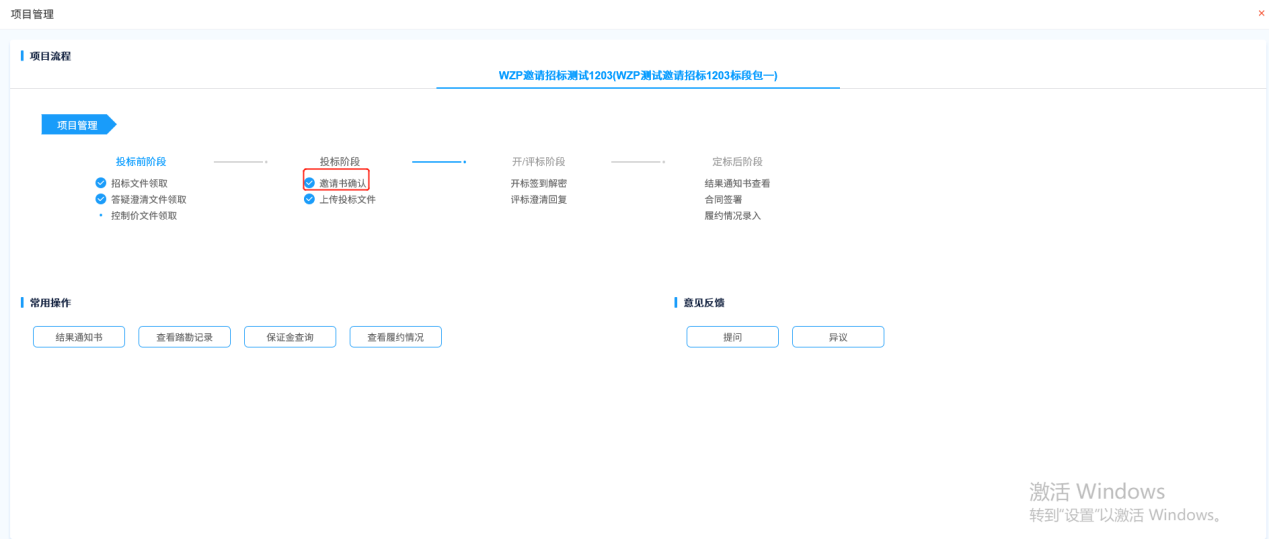 项目管理
×
项目流程
WZP邀请招标测试1203(WZP测试邀请招标1203标段包一)
项目管理
投标前阶段 投标阶段 开/评标阶段 定标后阶段
招标文件领取 邀请书确认 开标签到解密 结果通知书查看
答疑澄清文件领取 上传投标文件 评标澄清回复 合同签署
控制价文件领取 履约情况录入
常用操作 意见反馈
结果通知书 查看踏勘记录 保证金查询 查看履约情况 提问 异议
激活 Windows
转到“设置”以激活 Windows。